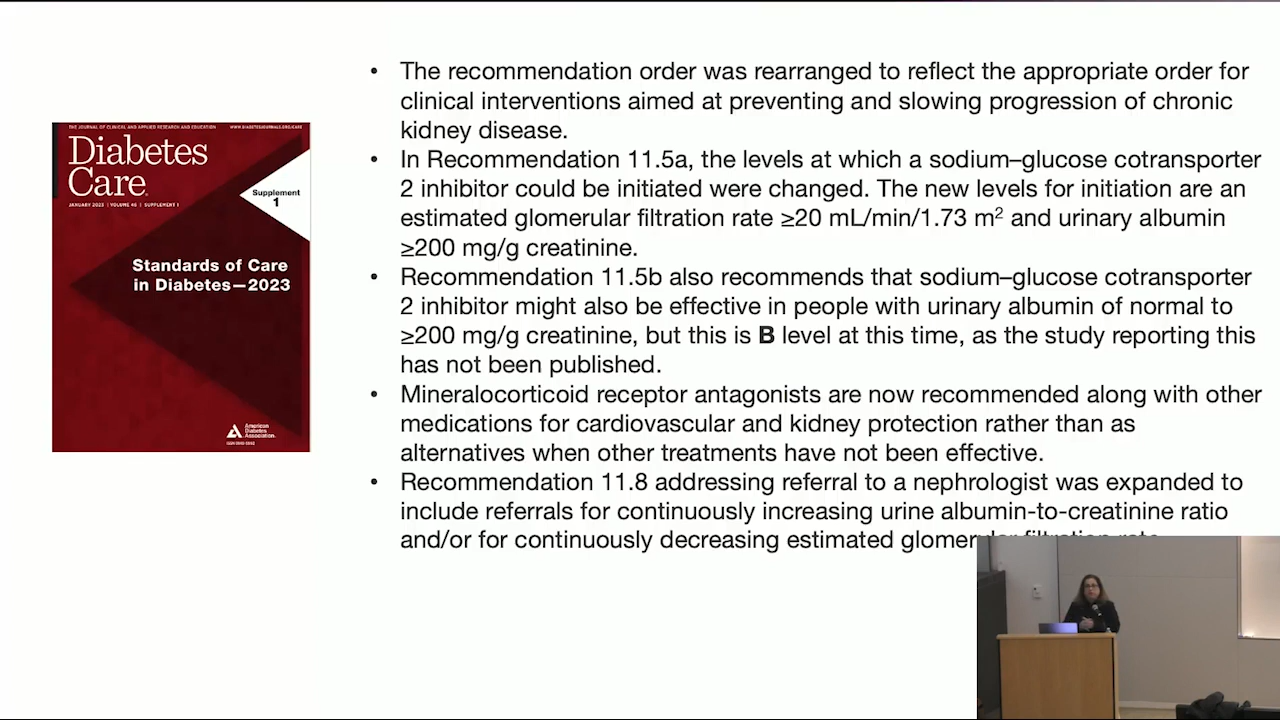 THE JOURNAL OF CLINICAL AND APPLIED RESEARCH AND EDUCATION
WWW.DIABETESJOURNALS.ORG/CARE
Diabetes
Care
Supplement
1
JANUARY 2023 | VOLUME 46 | SUPPLEMENT 1
Standards of Care
in Diabetes—2023
American
Diabetes
Association
• The recommendation order was rearranged to reflect the appropriate order for
clinical interventions aimed at preventing and slowing progression of chronic
kidney disease.
• In Recommendation 11.5a, the levels at which a sodium–glucose cotransporter
2 inhibitor could be initiated were changed. The new levels for initiation are an
estimated glomerular filtration rate ≥20 mL/min/1.73 m² and urinary albumin
≥200 mg/g creatinine.
• Recommendation 11.5b also recommends that sodium–glucose cotransporter
2 inhibitor might also be effective in people with urinary albumin of normal to
≥200 mg/g creatinine, but this is B level at this time, as the study reporting this
has not been published.
• Mineralocorticoid receptor antagonists are now recommended along with other
medications for cardiovascular and kidney protection rather than as
alternatives when other treatments have not been effective.
• Recommendation 11.8 addressing referral to a nephrologist was expanded to
include referrals for continuously increasing urine albumin-to-creatinine ratio
and/or for continuously decreasing estimated glomerular filtration rate